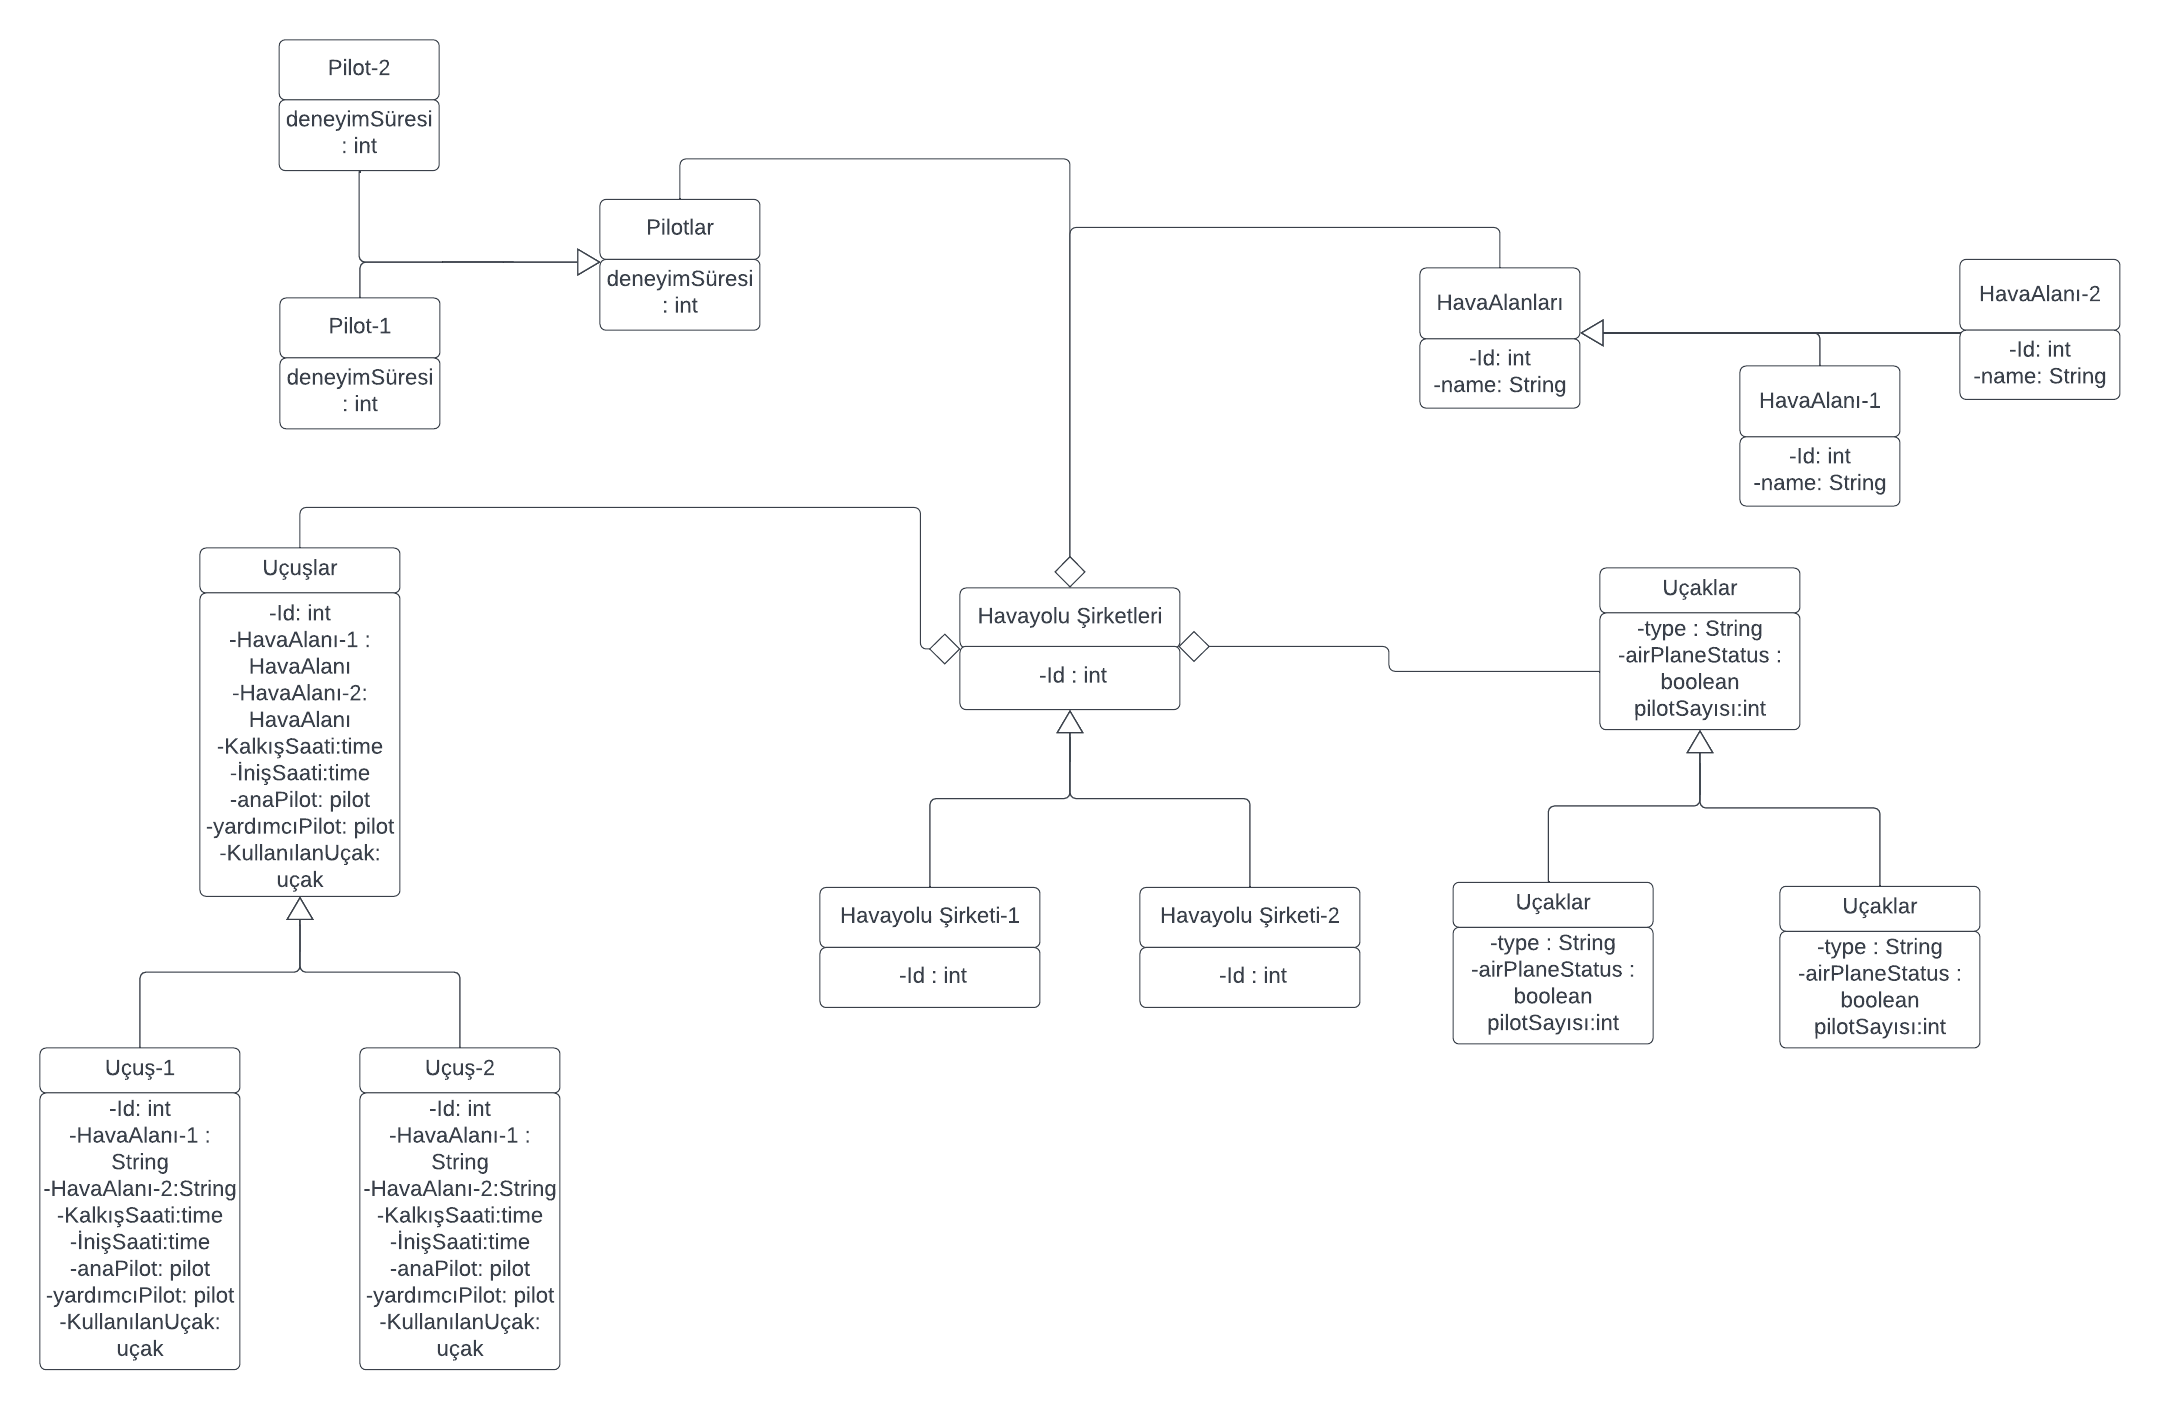 Pilot-2
deneyimSüresi
: int
Pilotlar
deneyimSüresi
: int
Pilot-1
deneyimSüresi
: int
HavaAlanları
-Id: int
-name: String
HavaAlanı-2
-Id: int
-name: String
HavaAlanı-1
-Id: int
-name: String
Uçuşlar
-Id: int
-HavaAlanı-1 :
HavaAlanı
-HavaAlanı-2:
HavaAlanı
-KalkışSaati:time
-İnişSaati:time
-anaPilot: pilot
-yardımcıPilot: pilot
-KullanılanUçak:
uçak
Havayolu Şirketleri
-Id : int
Uçaklar
-type : String
-airPlaneStatus :
boolean
pilotSayısı:int
Havayolu Şirketi-1
-Id : int
Havayolu Şirketi-2
-Id : int
Uçaklar
-type : String
-airPlaneStatus :
boolean
pilotSayısı:int
Uçaklar
-type : String
-airPlaneStatus :
boolean
pilotSayısı:int
Uçuş-1
-Id: int
-HavaAlanı-1 :
String
-HavaAlanı-2:String
-KalkışSaati:time
-İnişSaati:time
-anaPilot: pilot
-yardımcıPilot: pilot
-KullanılanUçak:
uçak
Uçuş-2
-Id: int
-HavaAlanı-1 :
String
-HavaAlanı-2:String
-KalkışSaati:time
-İnişSaati:time
-anaPilot: pilot
-yardımcıPilot: pilot
-KullanılanUçak:
uçak